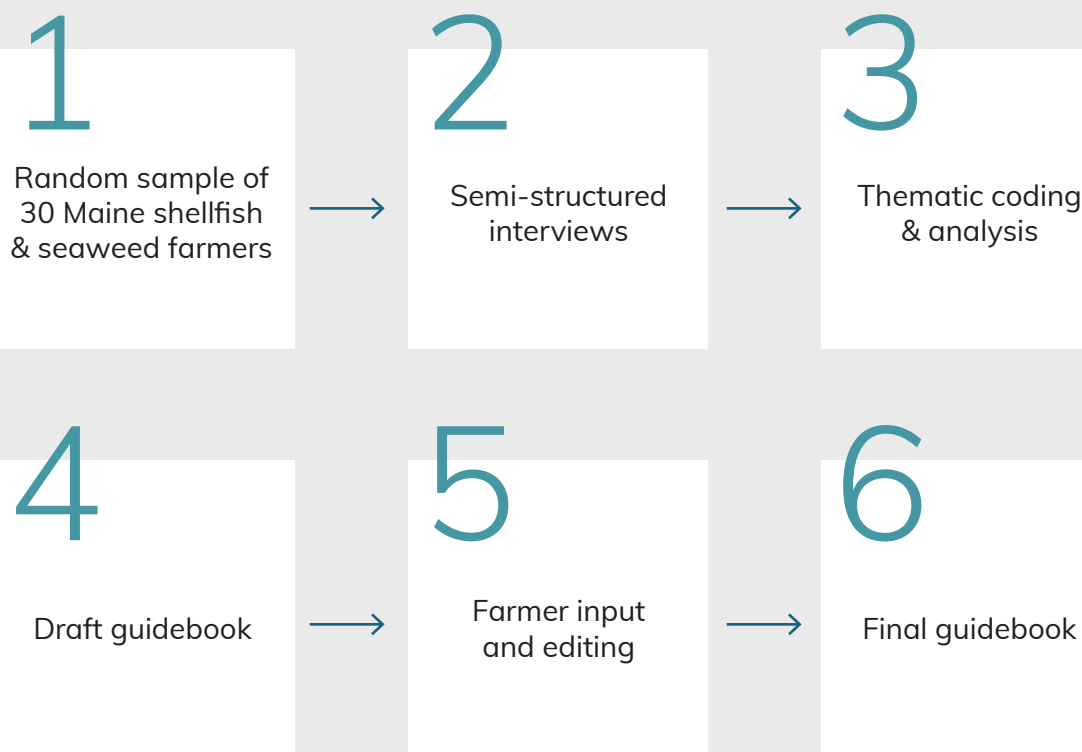 1
Random sample of
30 Maine shellfish
& seaweed farmers
2
Semi-structured
interviews
3
Thematic coding
& analysis
4
Draft guidebook
5
Farmer input
and editing
6
Final guidebook